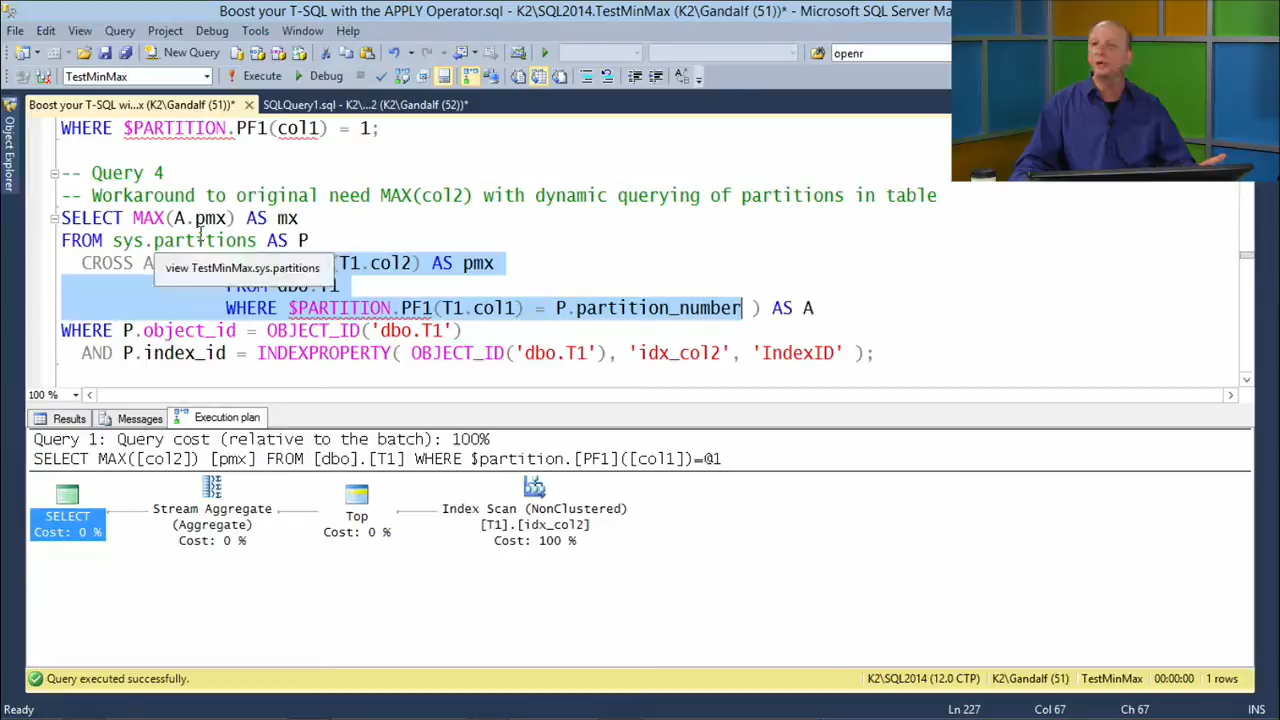 Boost your T-SQL with the APPLY Operator.sql - K2\SQL2014.TestMinMax (K2\Gandalf (51))* - Microsoft SQL Server Ma
File Edit View Query Project Debug Tools Window Help
New Query openr
TestMinMax Execute Debug
Boost your T-SQL wi...x (K2\Gandalf (51))* SQLQuery1.sql - K2\...2 (K2\Gandalf (52))*
Object Explorer
WHERE $PARTITION.PF1(col1) = 1;
-- Query 4
-- Workaround to original need MAX(col2) with dynamic querying of partitions in table
SELECT MAX(A.pmx) AS mx
FROM sys.partitions AS P
CROSS A (T1.col2) AS pmx
view TestMinMax.sys.partitions
FROM dbo.T1
WHERE $PARTITION.PF1(T1.col1) = P.partition_number ) AS A
WHERE P.object_id = OBJECT_ID('dbo.T1')
AND P.index_id = INDEXPROPERTY( OBJECT_ID('dbo.T1'), 'idx_col2', 'IndexID' );
100 %
Results Messages Execution plan
Query 1: Query cost (relative to the batch): 100%
SELECT MAX([col2]) [pmx] FROM [dbo].[T1] WHERE $partition.[PF1]([col1])=@1
SELECT
Cost: 0 %
Stream Aggregate
(Aggregate)
Cost: 0 %
Top
Cost: 0 %
Index Scan (NonClustered)
[T1].[idx_col2]
Cost: 100 %
Query executed successfully. K2\SQL2014 (12.0 CTP) K2\Gandalf (51) TestMinMax 00:00:00 1 rows
Ready Ln 227 Col 67 Ch 67 INS